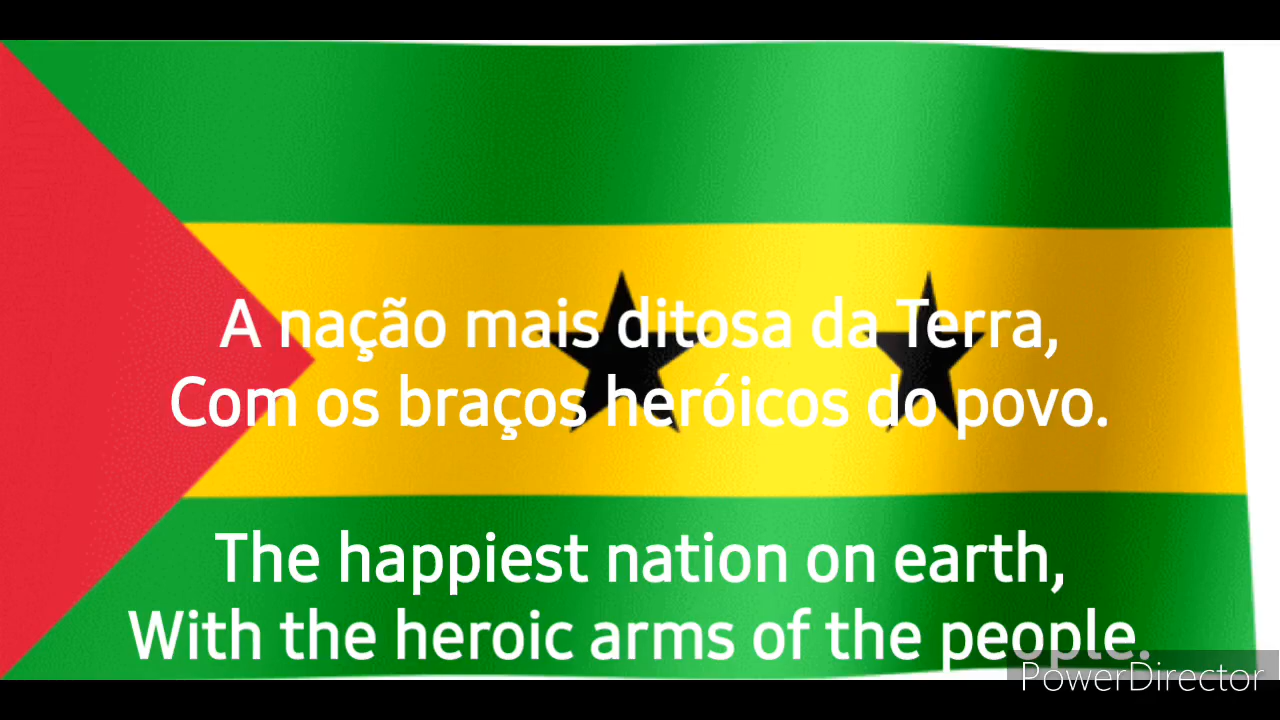 A nação mais ditosa da Terra,
Com os braços heróicos do povo.
The happiest nation on earth,
With the heroic arms of the people.
PowerDirector